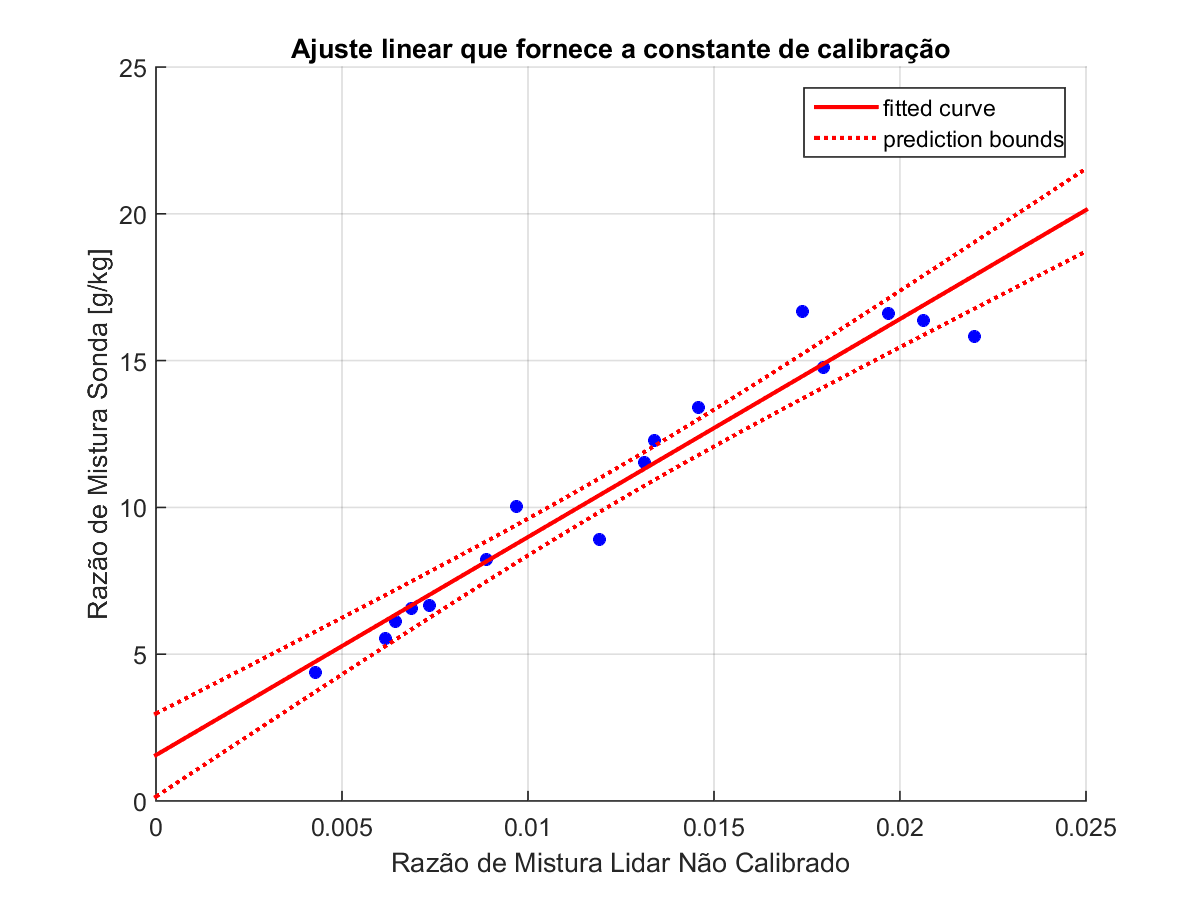 Ajuste linear que fornece a constante de calibração
fitted curve
prediction bounds
Razão de Mistura Sonda [g/kg]
25
20
15
10
5
0
0 0.005 0.01 0.015 0.02 0.025
Razão de Mistura Lidar Não Calibrado